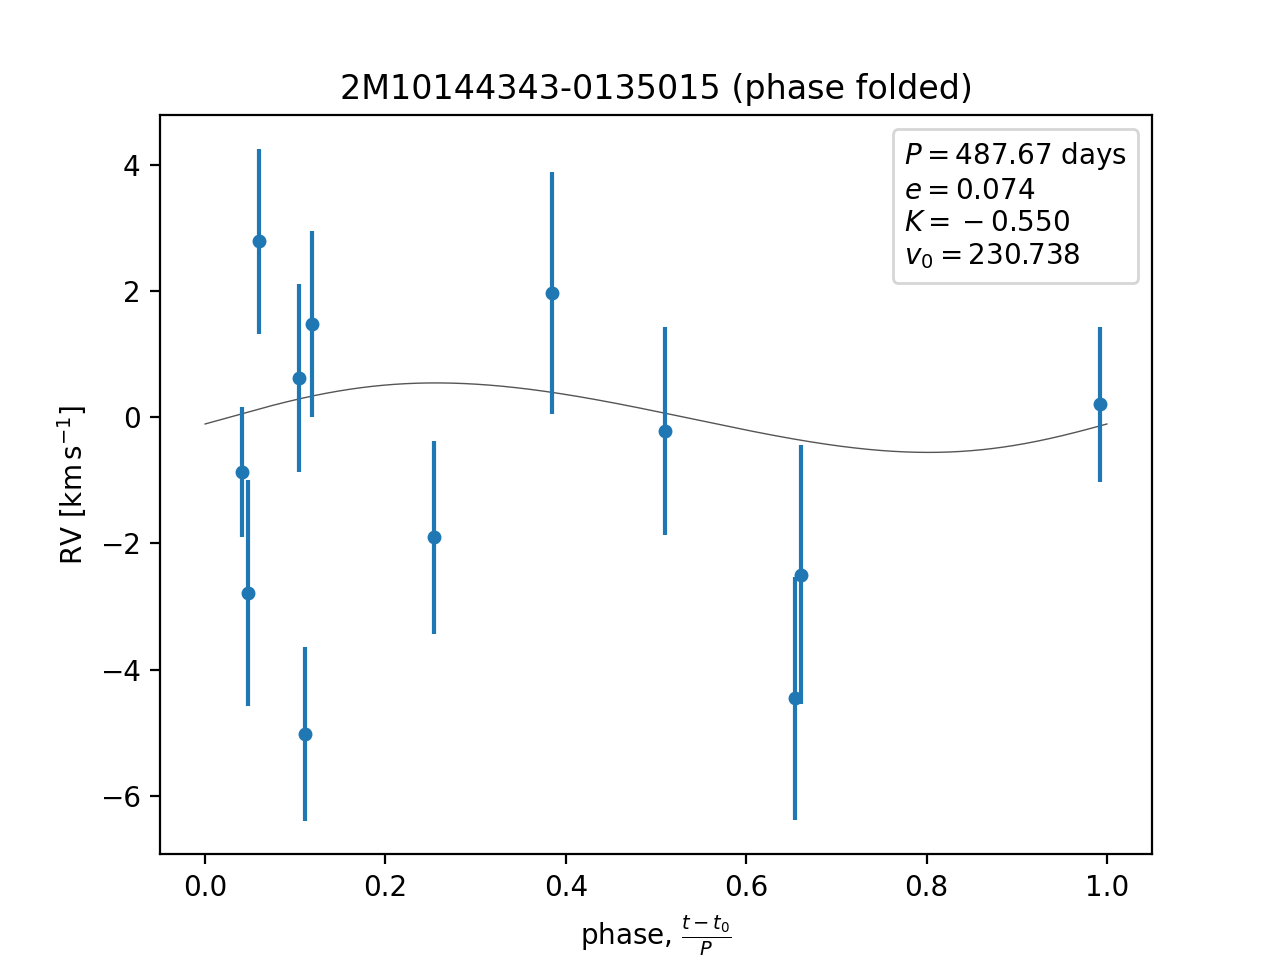 2M10144343-0135015 (phase folded)
P = 487.67 days
e = 0.074
K = −0.550
v₀ = 230.738
RV [km s⁻¹]
4
2
0
−2
−4
−6
0.0 0.2 0.4 0.6 0.8 1.0
phase, (t − t₀)/P